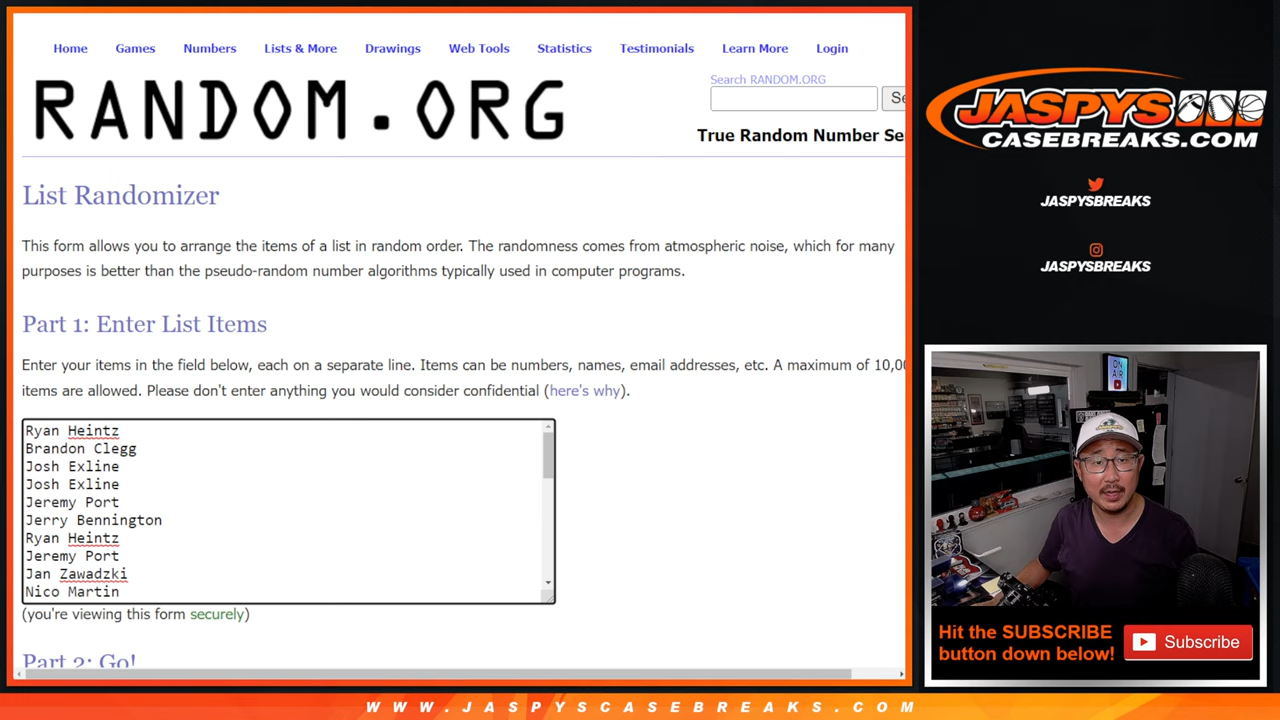 Home Games Numbers Lists & More Drawings Web Tools Statistics Testimonials Learn More Login
RANDOM.ORG
Search RANDOM.ORG
Se
True Random Number Se
List Randomizer
This form allows you to arrange the items of a list in random order. The randomness comes from atmospheric noise, which for many
purposes is better than the pseudo-random number algorithms typically used in computer programs.
Part 1: Enter List Items
Enter your items in the field below, each on a separate line. Items can be numbers, names, email addresses, etc. A maximum of 10,00
items are allowed. Please don't enter anything you would consider confidential (here's why).
Ryan Heintz
Brandon Clegg
Josh Exline
Josh Exline
Jeremy Port
Jerry Bennington
Ryan Heintz
Jeremy Port
Jan Zawadzki
Nico Martin
(you're viewing this form securely)
Part 2: Go!
JASPYS
CASEBREAKS.COM
JASPYSBREAKS
JASPYSBREAKS
ON
AIR
Hit the SUBSCRIBE
button down below!
Subscribe
WWW.JASPYSCASEBREAKS.COM